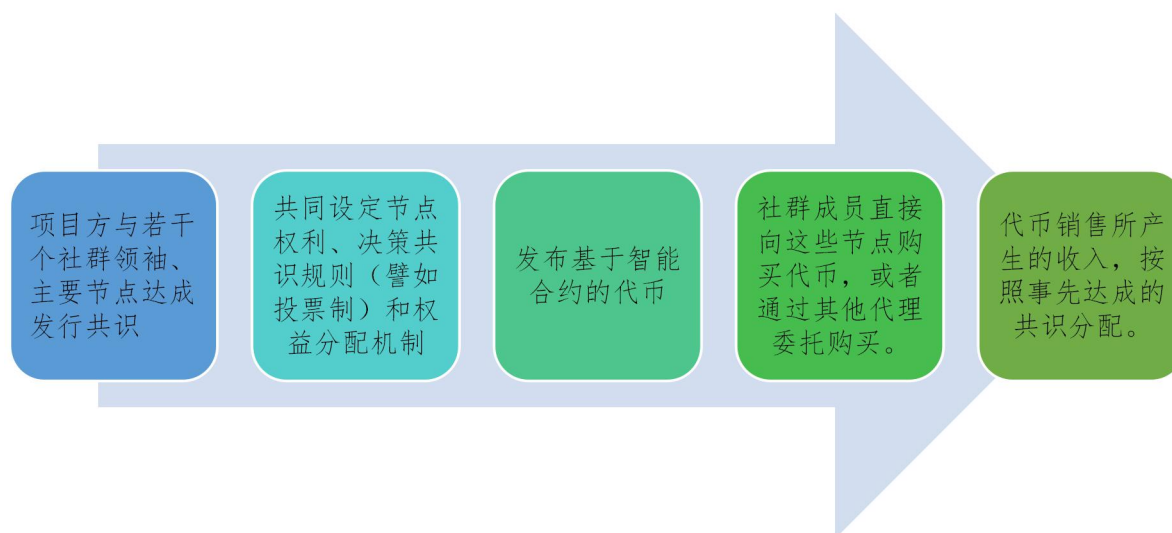 项目方与若干
个社群领袖、
主要节点达成
发行共识
共同设定节点
权利、决策共
识规则（譬如
投票制）和权
益分配机制
发布基于智能
合约的代币
社群成员直接
向这些节点购
买代币，或者
通过其他代理
委托购买。
代币销售所产
生的收入，按
照事先达成的
共识分配。